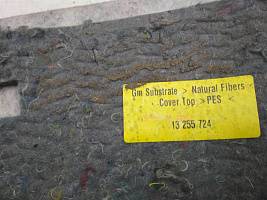 Gm Substrate > Natural Fibers
Cover Top > PES <
13 255 724